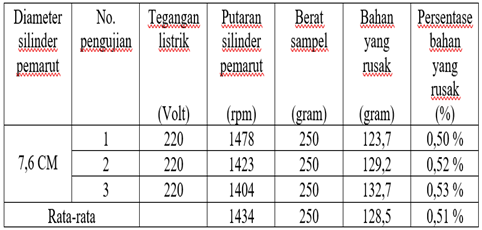 Diameter silinder pemarut | No. pengujian | Tegangan listrik (Volt) | Putaran silinder pemarut (rpm) | Berat sampel (gram) | Bahan yang rusak (gram) | Persentase bahan yang rusak (%)
7,6 CM | 1 | 220 | 1478 | 250 | 123,7 | 0,50 %
2 | 220 | 1423 | 250 | 129,2 | 0,52 %
3 | 220 | 1404 | 250 | 132,7 | 0,53 %
Rata-rata | 1434 | 250 | 128,5 | 0,51 %